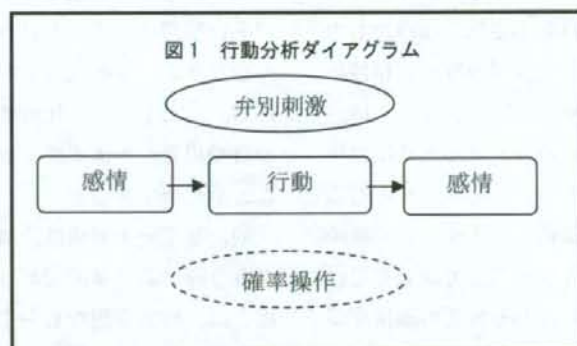 図1 行動分析ダイアグラム
弁別刺激
感情 行動 感情
確率操作